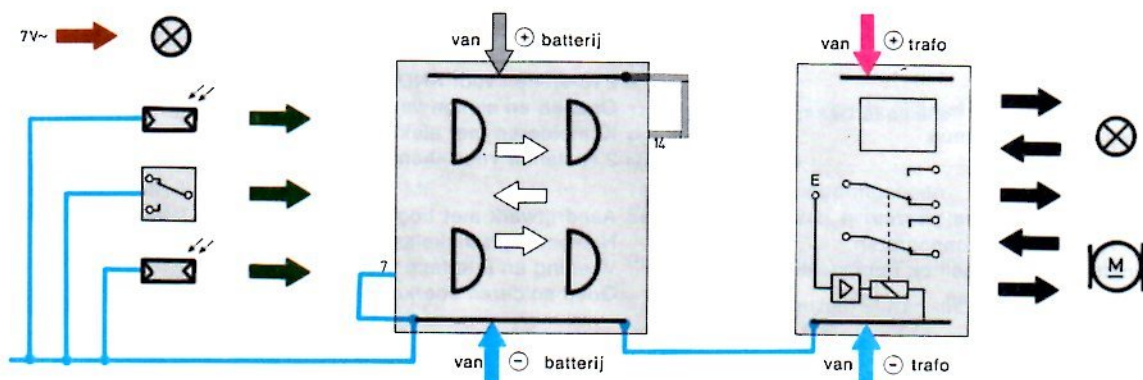 7V~
van + batterij
van + trafo
14
E
7
M
van − batterij
van − trafo